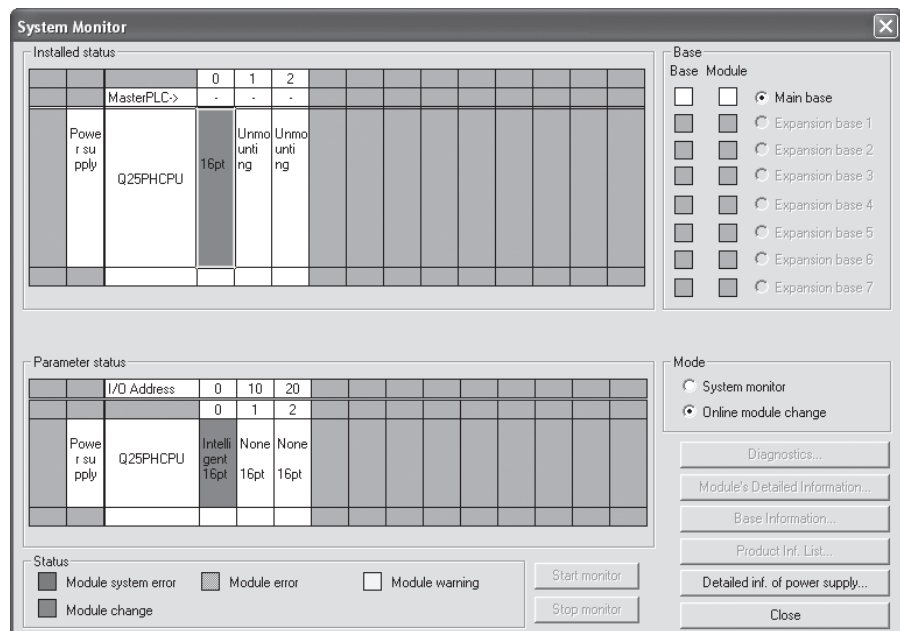 System Monitor
Installed status
0 1 2
MasterPLC-> - - -
Powe
r su
pply
Q25PHCPU
16pt
Unmo
unti
ng
Unmo
unti
ng
Base
Base Module
Main base
Expansion base 1
Expansion base 2
Expansion base 3
Expansion base 4
Expansion base 5
Expansion base 6
Expansion base 7
Parameter status
I/O Address 0 10 20
0 1 2
Powe
r su
pply
Q25PHCPU
Intelli
gent
16pt
None
16pt
None
16pt
Mode
System monitor
Online module change
Diagnostics...
Module's Detailed Information...
Base Information...
Product Inf. List...
Detailed inf. of power supply...
Close
Status
Module system error
Module error
Module warning
Module change
Start monitor
Stop monitor